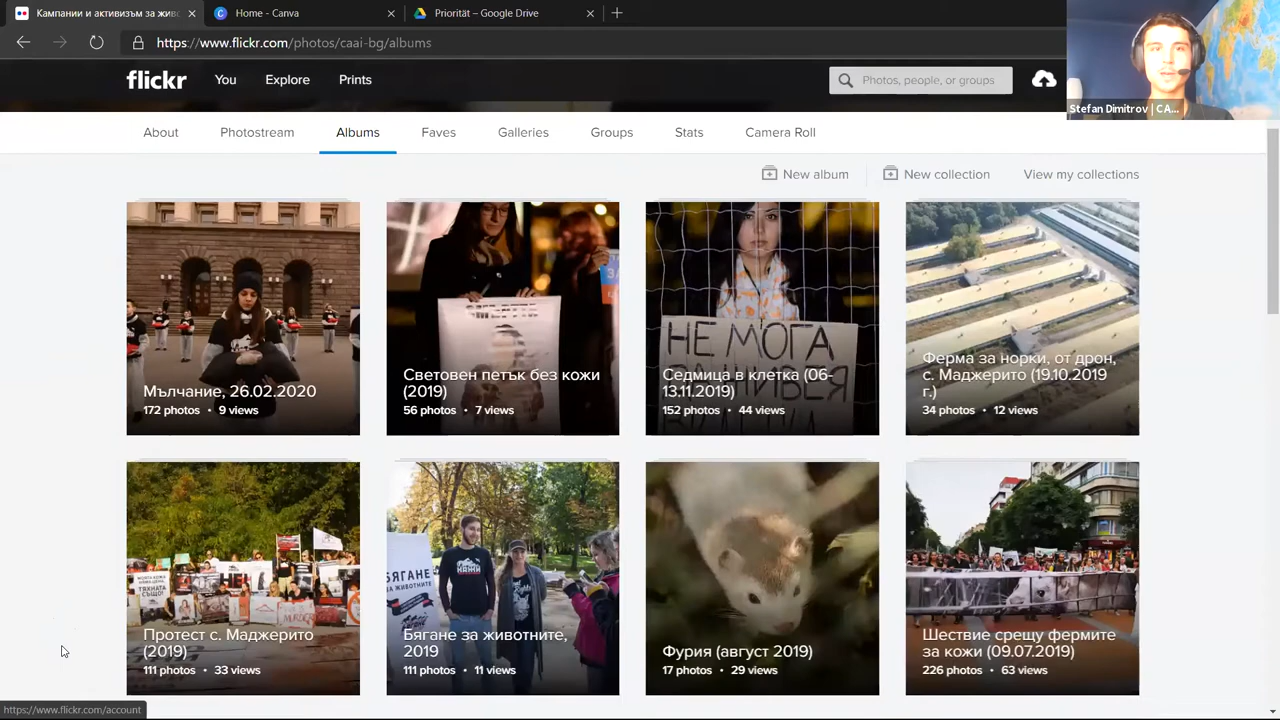 Кампании и активизъм за живо
Home - Canva
Priorität – Google Drive
https://www.flickr.com/photos/caai-bg/albums
flickr
You
Explore
Prints
Photos, people, or groups
Stefan Dimitrov | CA...
About
Photostream
Albums
Faves
Galleries
Groups
Stats
Camera Roll
New album
New collection
View my collections
Мълчание, 26.02.2020
172 photos • 9 views
Световен петък без кожи
(2019)
56 photos • 7 views
НЕ МОГА
Седмица в клетка (06-
13.11.2019)
152 photos • 44 views
Ферма за норки, от дрон,
с. Маджерито (19.10.2019
г.)
34 photos • 12 views
Протест с. Маджерито
(2019)
111 photos • 33 views
БЯГАНЕ
ЖИВОТНИТЕ
Бягане за животните,
2019
111 photos • 11 views
Фурия (август 2019)
17 photos • 29 views
Шествие срещу фермите
за кожи (09.07.2019)
226 photos • 63 views
https://www.flickr.com/account